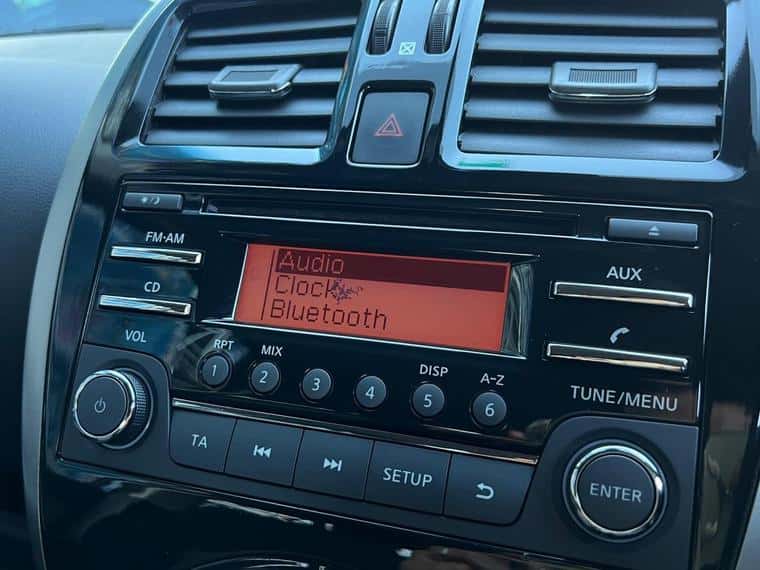 FM·AM
CD
VOL
Audio
Clock
Bluetooth
AUX
RPT
MIX
DISP
A-Z
1
2
3
4
5
6
TUNE/MENU
TA
SETUP
ENTER